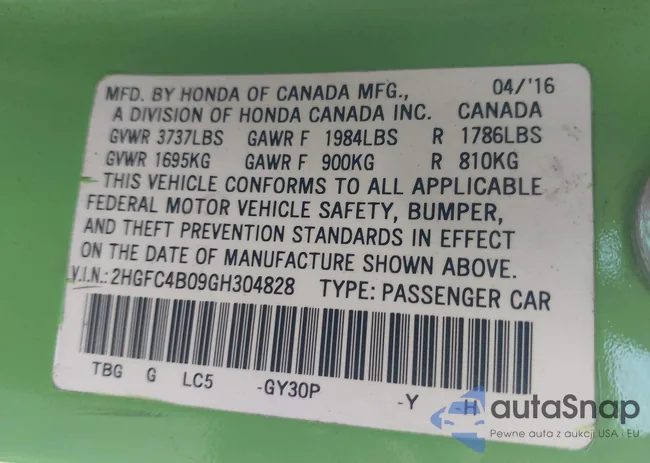 MFD. BY HONDA OF CANADA MFG., 04/'16
A DIVISION OF HONDA CANADA INC. CANADA
GVWR 3737LBS GAWR F 1984LBS R 1786LBS
GVWR 1695KG GAWR F 900KG R 810KG
THIS VEHICLE CONFORMS TO ALL APPLICABLE
FEDERAL MOTOR VEHICLE SAFETY, BUMPER,
AND THEFT PREVENTION STANDARDS IN EFFECT
ON THE DATE OF MANUFACTURE SHOWN ABOVE.
V.I.N.: 2HGFC4B09GH304828 TYPE: PASSENGER CAR
TBG G LC5 -GY30P -Y -H
autaSnap
Pewne auta z aukcji USA i EU